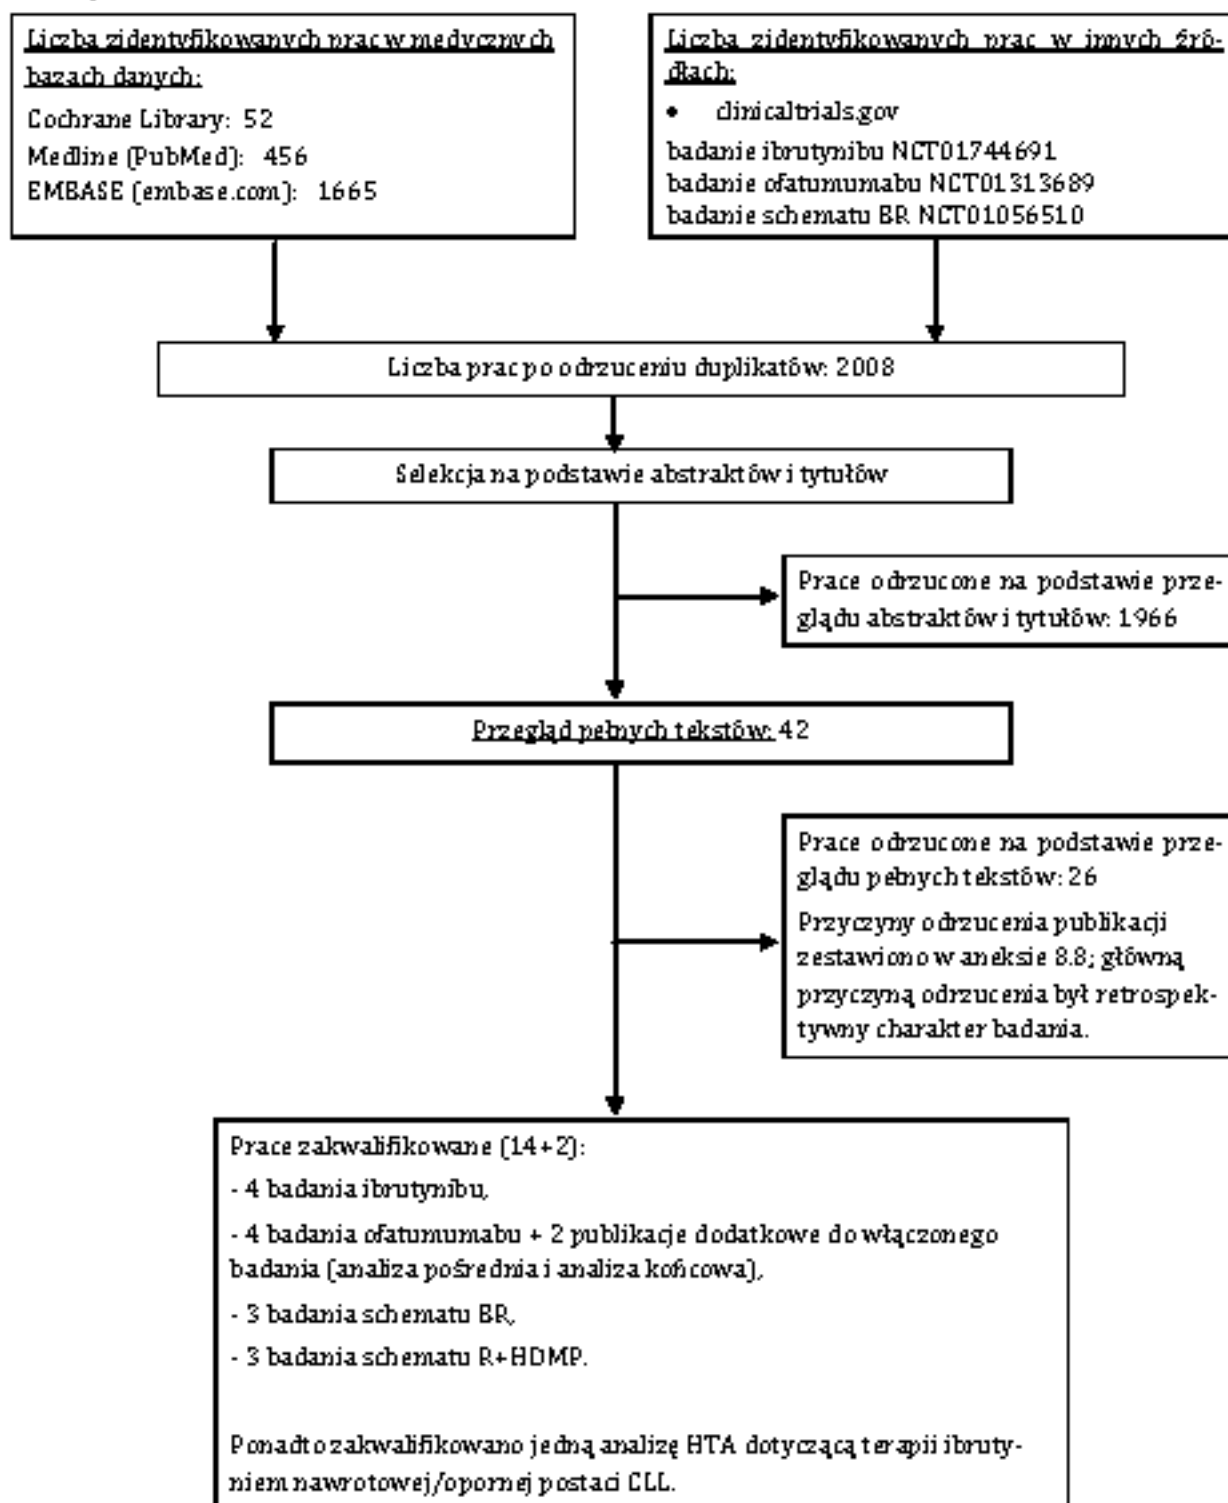 Liczba zidentyfikowanych prac w medycznych
bazach danych:
Cochrane Library: 52
Medline (PubMed): 456
EMBASE (embase.com): 1665
Liczba zidentyfikowanych prac w innych źró-
dłach:
• clinicaltrials.gov
badanie ibrutynibu NCT01744691
badanie ofatumumabu NCT01313689
badanie schematu BR NCT01056510
Liczba prac po odrzuceniu duplikatów: 2008
Selekcja na podstawie abstraktów i tytułów
Prace odrzucone na podstawie prze-
glądu abstraktów i tytułów: 1966
Przegląd pełnych tekstów: 42
Prace odrzucone na podstawie prze-
glądu pełnych tekstów: 26
Przyczyny odrzucenia publikacji
zestawiono w aneksie 8.8; główną
przyczyną odrzucenia był retrospek-
tywny charakter badania.
Prace zakwalifikowane (14+2):
- 4 badania ibrutynibu,
- 4 badania ofatumumabu + 2 publikacje dodatkowe do włączonego
badania (analiza pośrednia i analiza końcowa),
- 3 badania schematu BR,
- 3 badania schematu R+HDMP.
Ponadto zakwalifikowano jedną analizę HTA dotyczącą terapii ibruty-
niem nawrotowej/opornej postaci CLL.